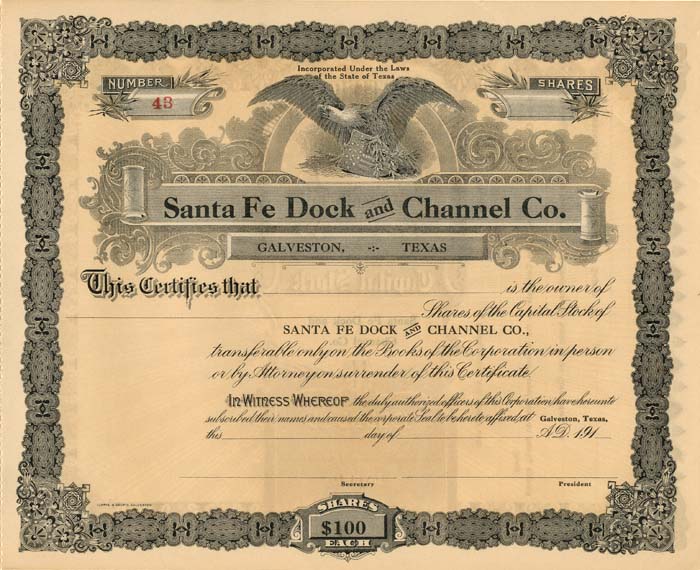 Incorporated Under the Laws
of the State of Texas
NUMBER
43
SHARES
Santa Fe Dock and Channel Co.
GALVESTON, -:- TEXAS
This Certifies that is the owner of
Shares of the Capital Stock of
SANTA FE DOCK AND CHANNEL CO.,
transferable only on the Books of the Corporation in person
or by Attorney on surrender of this Certificate.
IN WITNESS WHEREOF the duly authorized officers of this Corporation have hereunto
subscribed their names and caused the corporate Seal to be hereto affixed, at Galveston, Texas,
this day of A.D. 191
Secretary President
SHARES
$100
EACH